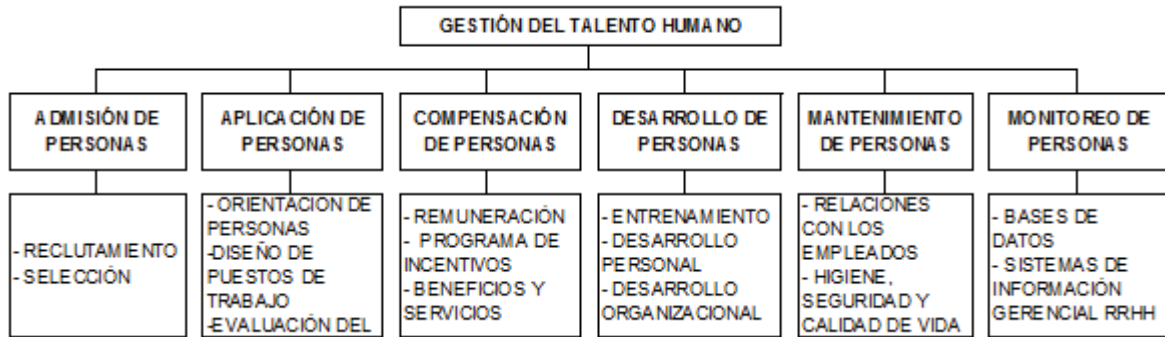 GESTIÓN DEL TALENTO HUMANO
ADMISIÓN DE
PERSONAS
APLICACIÓN DE
PERSONAS
COMPENSACIÓN
DE PERSONAS
DESARROLLO DE
PERSONAS
MANTENIMIENTO
DE PERSONAS
MONITOREO DE
PERSONAS
- RECLUTAMIENTO
- SELECCIÓN
- ORIENTACION DE
PERSONAS
-DISEÑO DE
PUESTOS DE
TRABAJO
-EVALUACIÓN DEL
- REMUNERACIÓN
- PROGRAMA DE
INCENTIVOS
- BENEFICIOS Y
SERVICIOS
- ENTRENAMIENTO
- DESARROLLO
PERSONAL
- DESARROLLO
ORGANIZACIONAL
- RELACIONES
CON LOS
EMPLEADOS
- HIGIENE,
SEGURIDAD Y
CALIDAD DE VIDA
- BASES DE
DATOS
- SISTEMAS DE
INFORMACIÓN
GERENCIAL RRHH